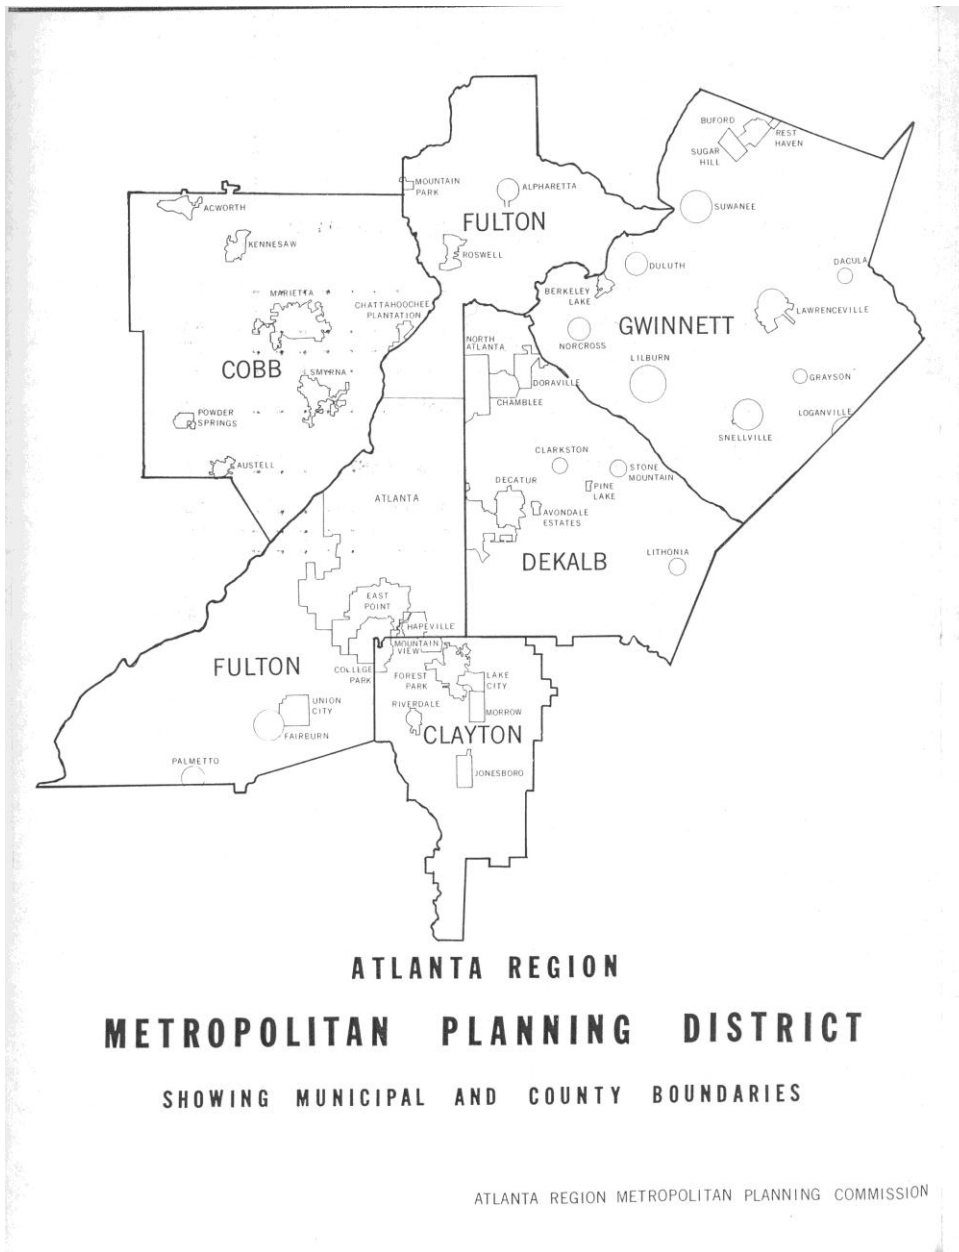 BUFORD
REST
HAVEN
SUGAR
HILL
MOUNTAIN
PARK
ALPHARETTA
ACWORTH
SUWANEE
FULTON
KENNESAW
ROSWELL
DULUTH
DACULA
BERKELEY
LAKE
MARIETTA
CHATTAHOOCHEE
PLANTATION
LAWRENCEVILLE
GWINNETT
NORTH
ATLANTA
NORCROSS
LILBURN
COBB
SMYRNA
DORAVILLE
GRAYSON
CHAMBLEE
POWDER
SPRINGS
LOGANVILLE
SNELLVILLE
CLARKSTON
AUSTELL
STONE
MOUNTAIN
DECATUR
PINE
LAKE
ATLANTA
AVONDALE
ESTATES
DEKALB
LITHONIA
EAST
POINT
HAPEVILLE
MOUNTAIN
VIEW
FULTON
COLLEGE
PARK
FOREST
PARK
LAKE
CITY
UNION
CITY
RIVERDALE
MORROW
FAIRBURN
CLAYTON
PALMETTO
JONESBORO
ATLANTA REGION
METROPOLITAN PLANNING DISTRICT
SHOWING MUNICIPAL AND COUNTY BOUNDARIES
ATLANTA REGION METROPOLITAN PLANNING COMMISSION